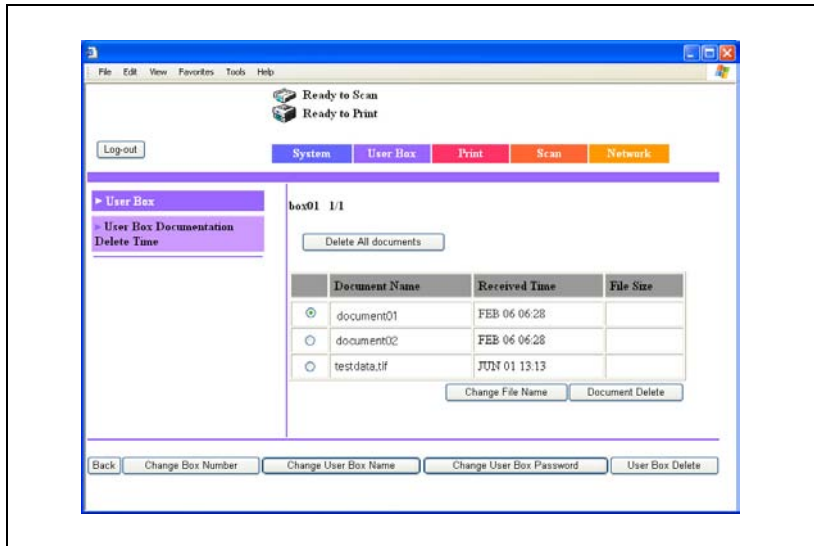 File Edit View Favorites Tools Help
Ready to Scan
Ready to Print
Log-out
System User Box Print Scan Network
► User Box
► User Box Documentation
Delete Time
box01 1/1
Delete All documents
Document Name Received Time File Size
document01 FEB 06 06:28
document02 FEB 06 06:28
testdata.tif JUN 01 13:13
Change File Name Document Delete
Back Change Box Number Change User Box Name Change User Box Password User Box Delete